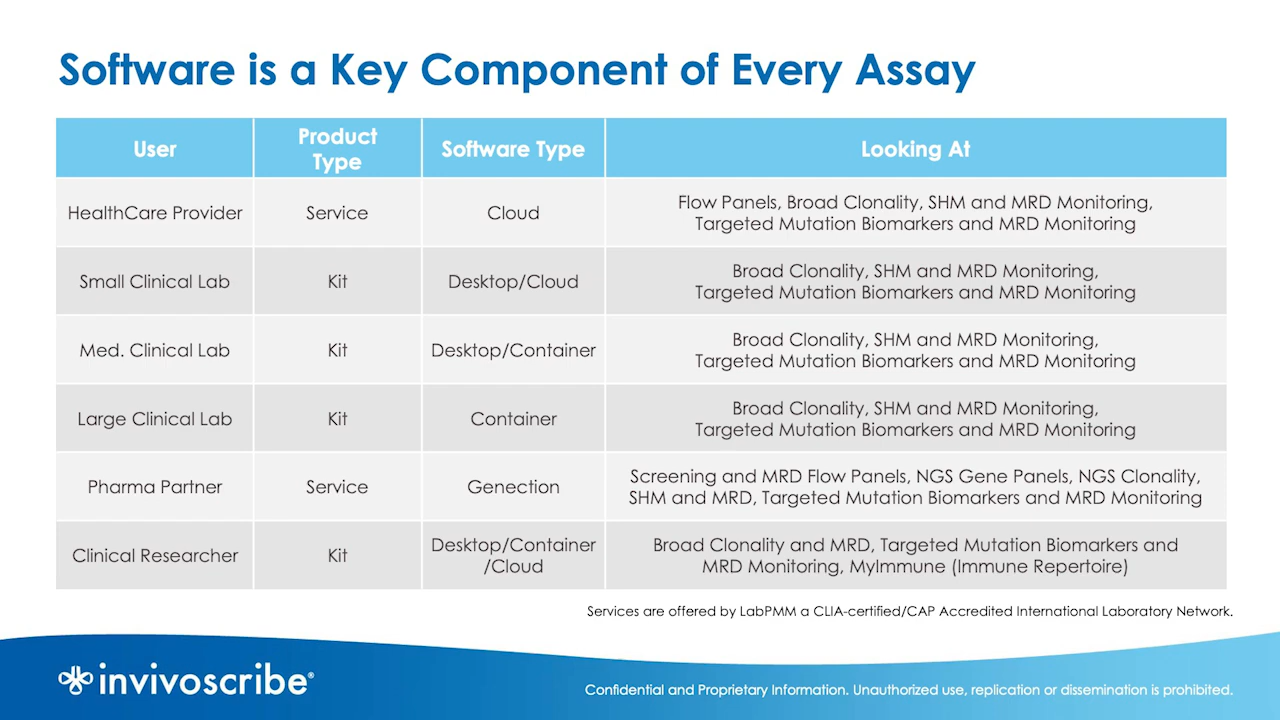 Software is a Key Component of Every Assay
User
Product
Type
Software Type
Looking At
HealthCare Provider
Service
Cloud
Flow Panels, Broad Clonality, SHM and MRD Monitoring,
Targeted Mutation Biomarkers and MRD Monitoring
Small Clinical Lab
Kit
Desktop/Cloud
Broad Clonality, SHM and MRD Monitoring,
Targeted Mutation Biomarkers and MRD Monitoring
Med. Clinical Lab
Kit
Desktop/Container
Broad Clonality, SHM and MRD Monitoring,
Targeted Mutation Biomarkers and MRD Monitoring
Large Clinical Lab
Kit
Container
Broad Clonality, SHM and MRD Monitoring,
Targeted Mutation Biomarkers and MRD Monitoring
Pharma Partner
Service
Genection
Screening and MRD Flow Panels, NGS Gene Panels, NGS Clonality,
SHM and MRD, Targeted Mutation Biomarkers and MRD Monitoring
Clinical Researcher
Kit
Desktop/Container
/Cloud
Broad Clonality and MRD, Targeted Mutation Biomarkers and
MRD Monitoring, MyImmune (Immune Repertoire)
Services are offered by LabPMM a CLIA-certified/CAP Accredited International Laboratory Network.
invivoscribe®
Confidential and Proprietary Information. Unauthorized use, replication or dissemination is prohibited.